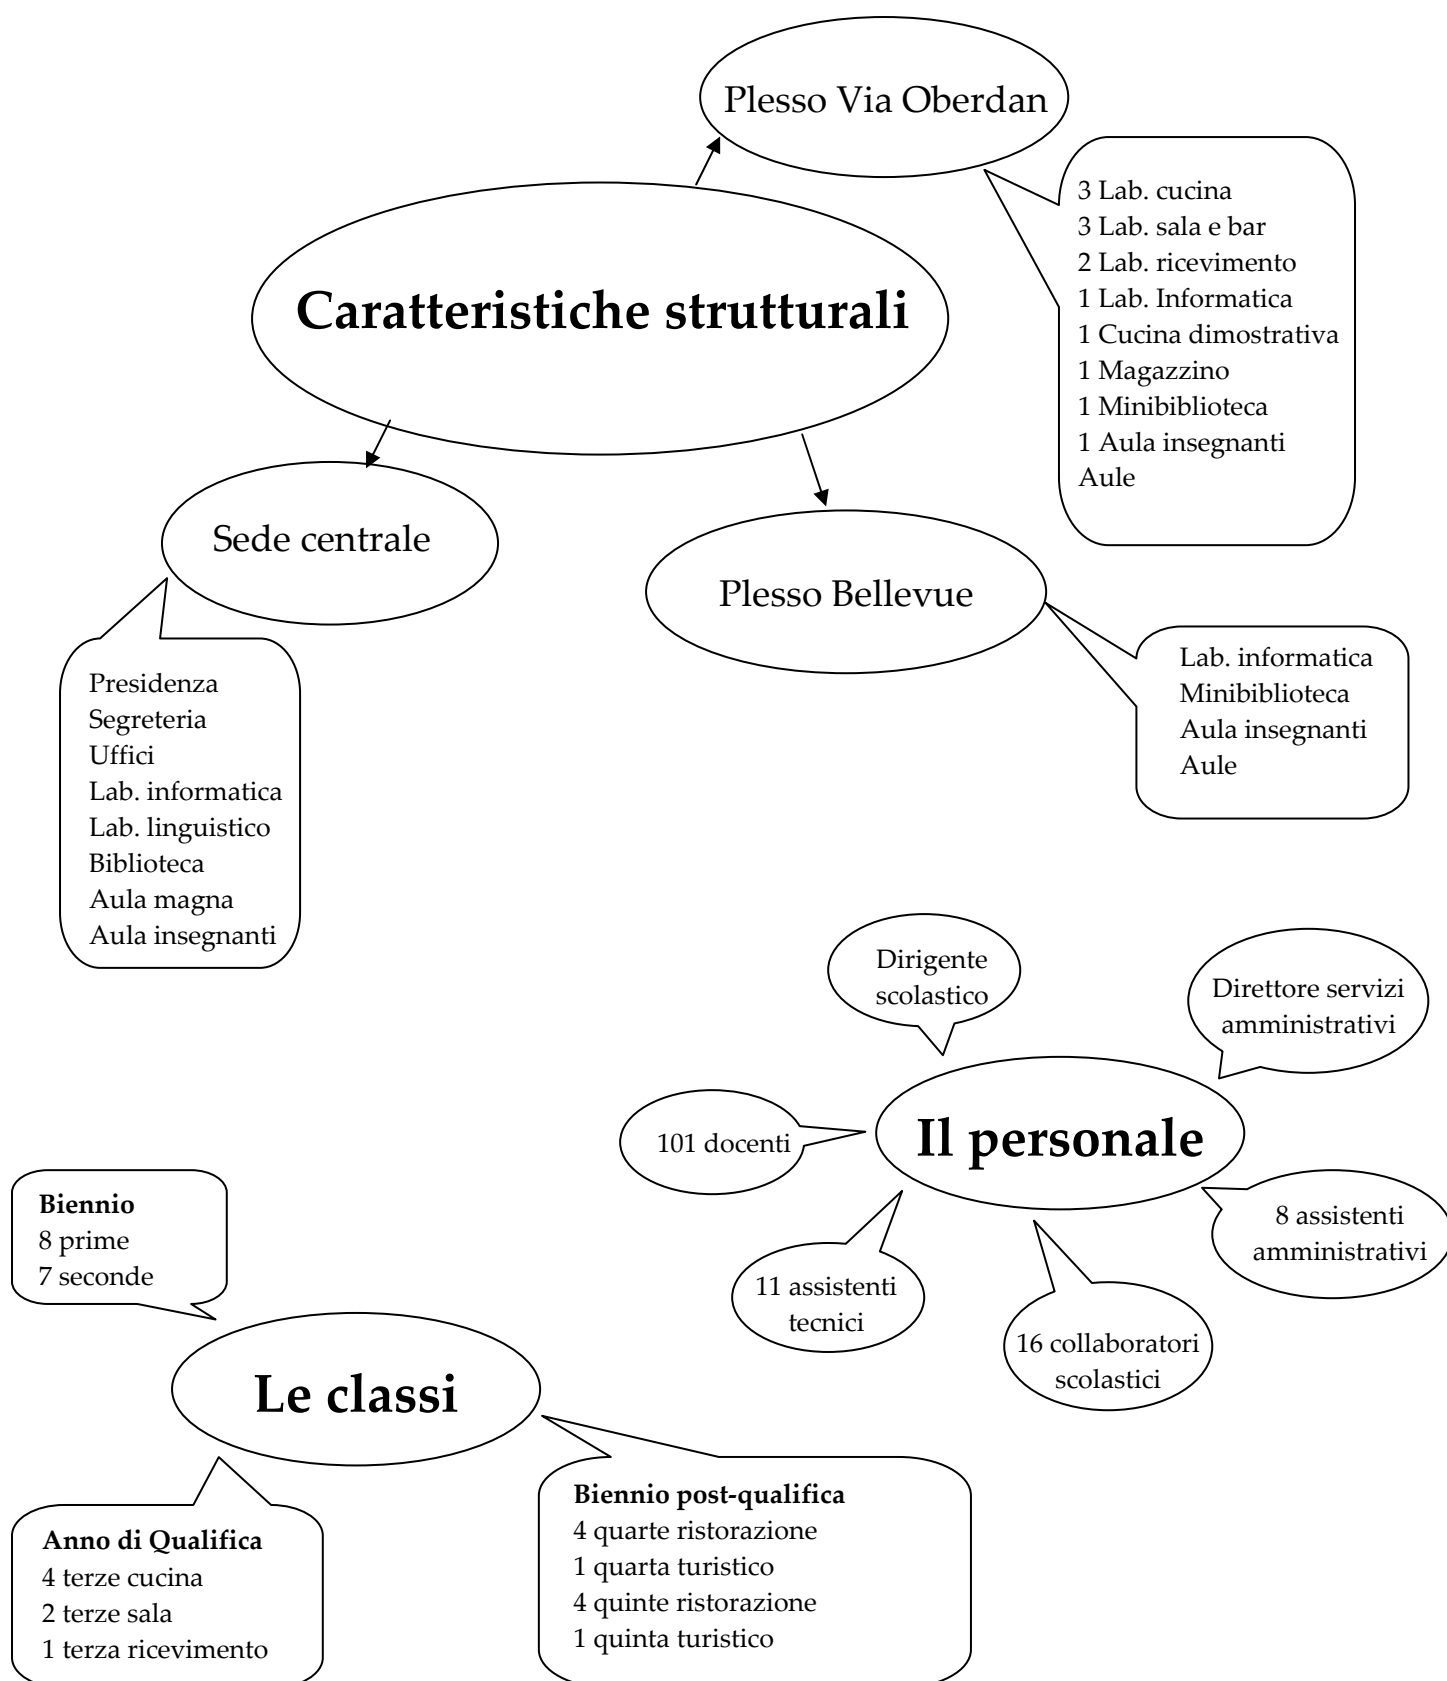 Plesso Via Oberdan
3 Lab. cucina
3 Lab. sala e bar
2 Lab. ricevimento
1 Lab. Informatica
1 Cucina dimostrativa
1 Magazzino
1 Minibiblioteca
1 Aula insegnanti
Aule
Caratteristiche strutturali
Sede centrale
Plesso Bellevue
Lab. informatica
Minibiblioteca
Aula insegnanti
Aule
Presidenza
Segreteria
Uffici
Lab. informatica
Lab. linguistico
Biblioteca
Aula magna
Aula insegnanti
Dirigente
scolastico
Direttore servizi
amministrativi
101 docenti
Il personale
8 assistenti
amministrativi
11 assistenti
tecnici
16 collaboratori
scolastici
Biennio
8 prime
7 seconde
Le classi
Anno di Qualifica
4 terze cucina
2 terze sala
1 terza ricevimento
Biennio post-qualifica
4 quarte ristorazione
1 quarta turistico
4 quinte ristorazione
1 quinta turistico